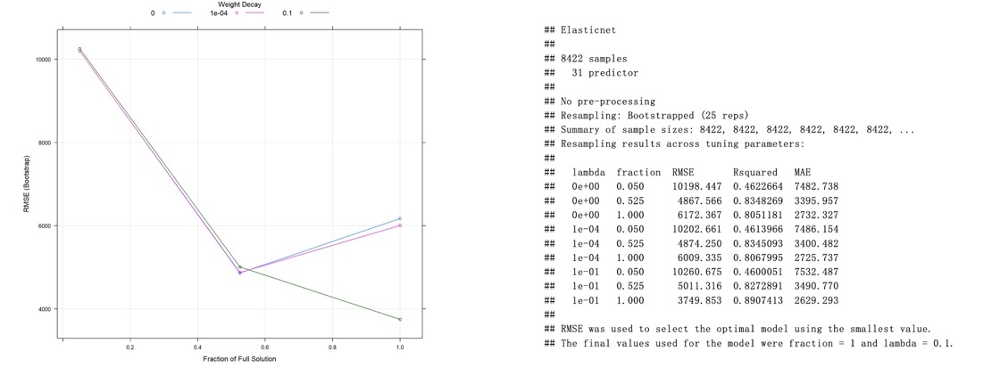 Weight Decay
0 1e-04 0.1
10000
8000
6000
4000
RMSE (Bootstrap)
0.2 0.4 0.6 0.8 1.0
Fraction of Full Solution
## Elasticnet
##
## 8422 samples
##   31 predictor
##
## No pre-processing
## Resampling: Bootstrapped (25 reps)
## Summary of sample sizes: 8422, 8422, 8422, 8422, 8422, 8422, ...
## Resampling results across tuning parameters:
##
##   lambda  fraction  RMSE       Rsquared   MAE
##   0e+00   0.050     10198.447  0.4622664  7482.738
##   0e+00   0.525      4867.566  0.8348269  3395.957
##   0e+00   1.000      6172.367  0.8051181  2732.327
##   1e-04   0.050     10202.661  0.4613966  7486.154
##   1e-04   0.525      4874.250  0.8345093  3400.482
##   1e-04   1.000      6009.335  0.8067995  2725.737
##   1e-01   0.050     10260.675  0.4600051  7532.487
##   1e-01   0.525      5011.316  0.8272891  3490.770
##   1e-01   1.000      3749.853  0.8907413  2629.293
##
## RMSE was used to select the optimal model using the smallest value.
## The final values used for the model were fraction = 1 and lambda = 0.1.